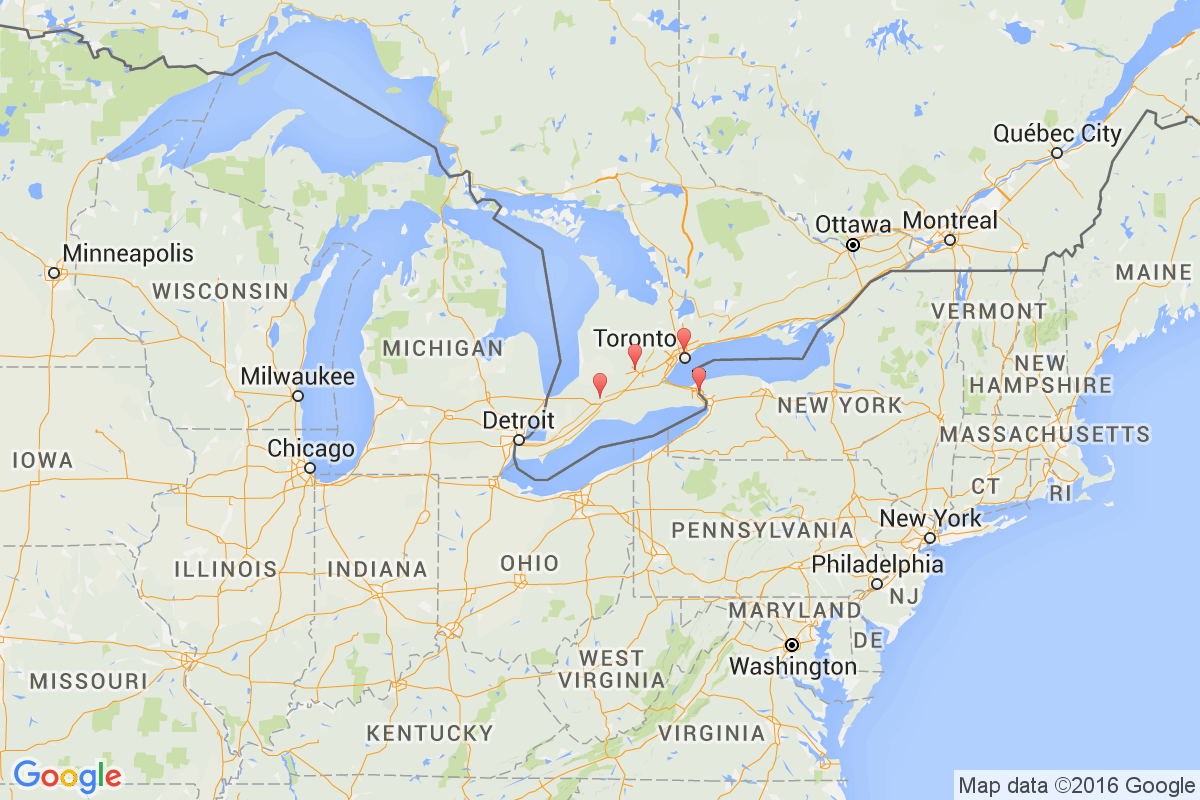 Québec City
Ottawa
Montreal
Minneapolis
MAINE
WISCONSIN
VERMONT
Toronto
MICHIGAN
NEW
HAMPSHIRE
Milwaukee
NEW YORK
Detroit
MASSACHUSETTS
Chicago
IOWA
CT
RI
New York
PENNSYLVANIA
OHIO
Philadelphia
ILLINOIS
INDIANA
NJ
MARYLAND
DE
WEST
VIRGINIA
Washington
MISSOURI
KENTUCKY
VIRGINIA
Google
Map data ©2016 Google